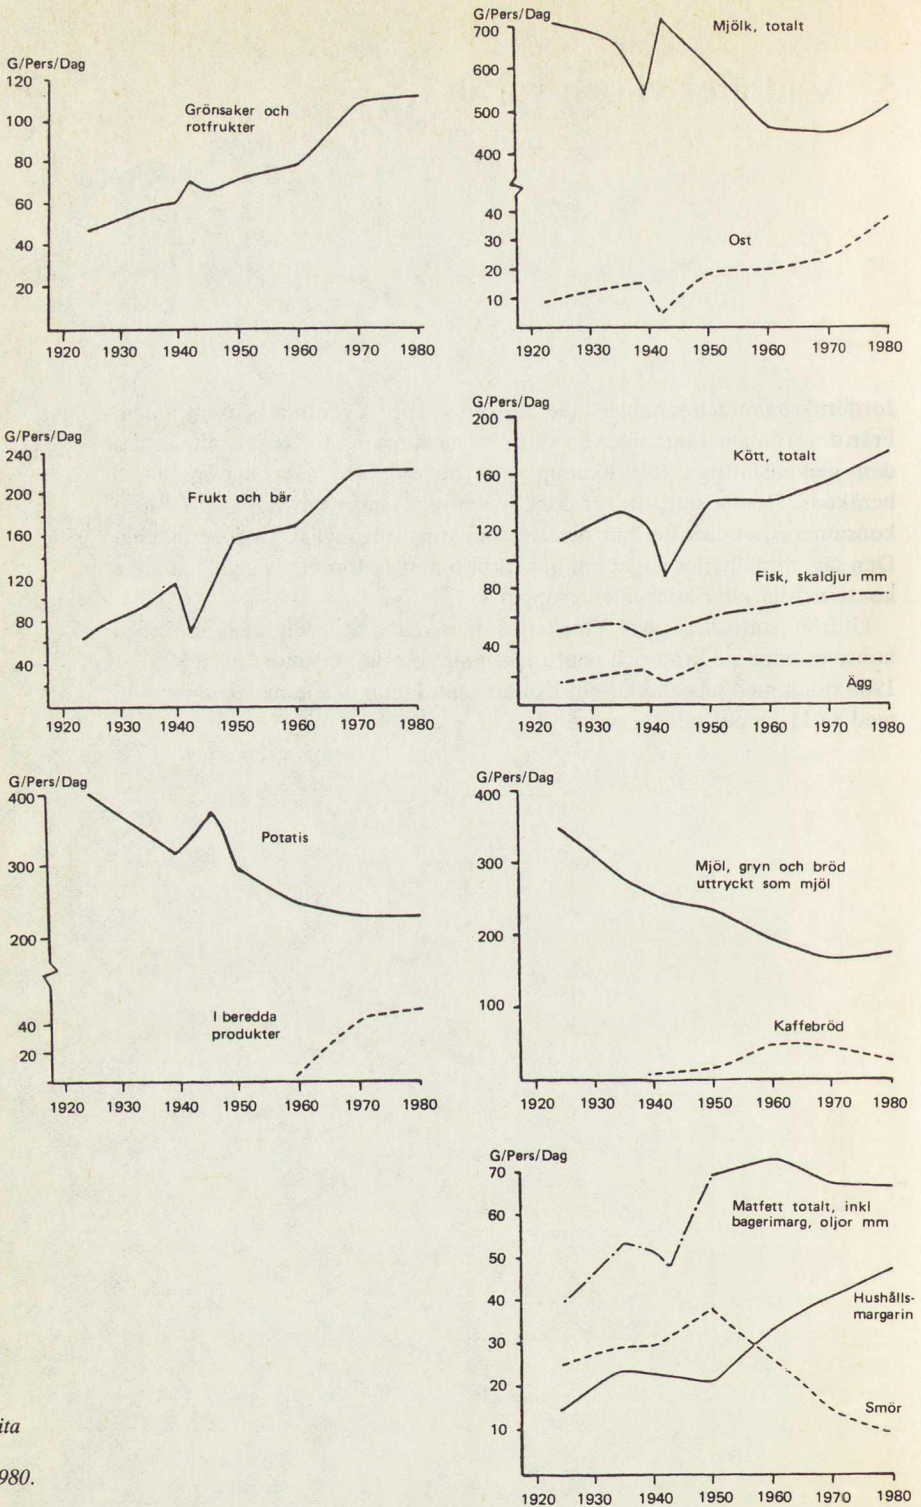 G/Pers/Dag
120
100
80
60
40
20
Grönsaker och
rotfrukter
1920 1930 1940 1950 1960 1970 1980
G/Pers/Dag
700
600
500
400
40
30
20
10
Mjölk, totalt
Ost
1920 1930 1940 1950 1960 1970 1980
G/Pers/Dag
240
200
160
120
80
40
Frukt och bär
1920 1930 1940 1950 1960 1970 1980
G/Pers/Dag
200
160
120
80
40
Kött, totalt
Fisk, skaldjur mm
Ägg
1920 1930 1940 1950 1960 1970 1980
G/Pers/Dag
400
300
200
40
20
Potatis
I beredda
produkter
1920 1930 1940 1950 1960 1970 1980
G/Pers/Dag
400
300
200
100
Mjöl, gryn och bröd
uttryckt som mjöl
Kaffebröd
1920 1930 1940 1950 1960 1970 1980
G/Pers/Dag
70
60
50
40
30
20
10
Matfett totalt, inkl
bagerimarg, oljor mm
Hushålls-
margarin
Smör
1920 1930 1940 1950 1960 1970 1980
ita
980.